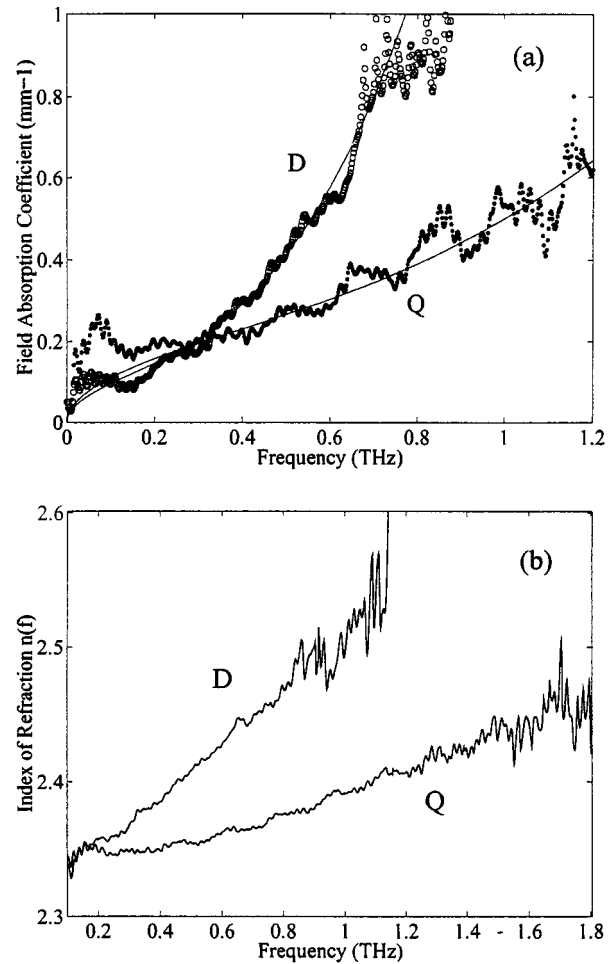 1
(a)
0.8
D
0.6
0.4
Q
0.2
0
0 0.2 0.4 0.6 0.8 1 1.2
Field Absorption Coefficient (mm−1)
Frequency (THz)
2.6
(b)
D
2.5
2.4
Q
2.3
0.2 0.4 0.6 0.8 1 1.2 1.4 1.6 1.8
Index of Refraction n(f)
Frequency (THz)